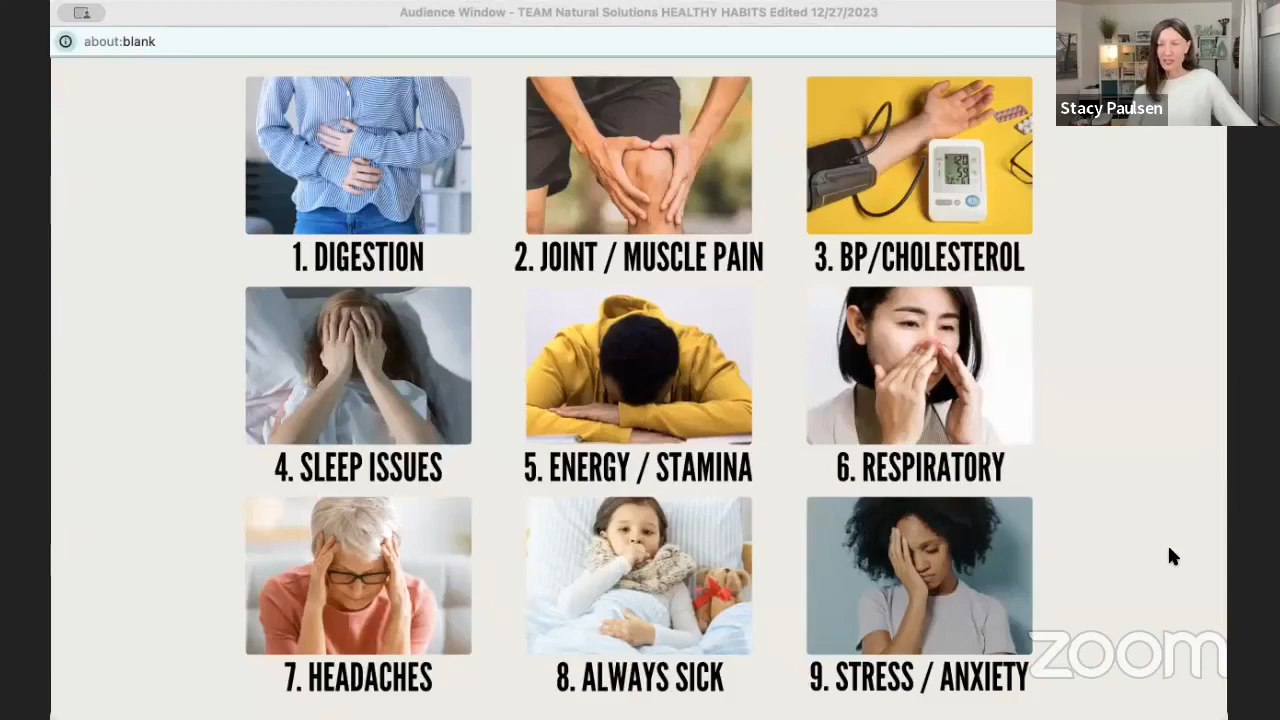 Audience Window - TEAM Natural Solutions HEALTHY HABITS Edited 12/27/2023
about:blank
Stacy Paulsen
120
59
1. DIGESTION
2. JOINT / MUSCLE PAIN
3. BP/CHOLESTEROL
4. SLEEP ISSUES
5. ENERGY / STAMINA
6. RESPIRATORY
7. HEADACHES
8. ALWAYS SICK
9. STRESS / ANXIETY
zoom